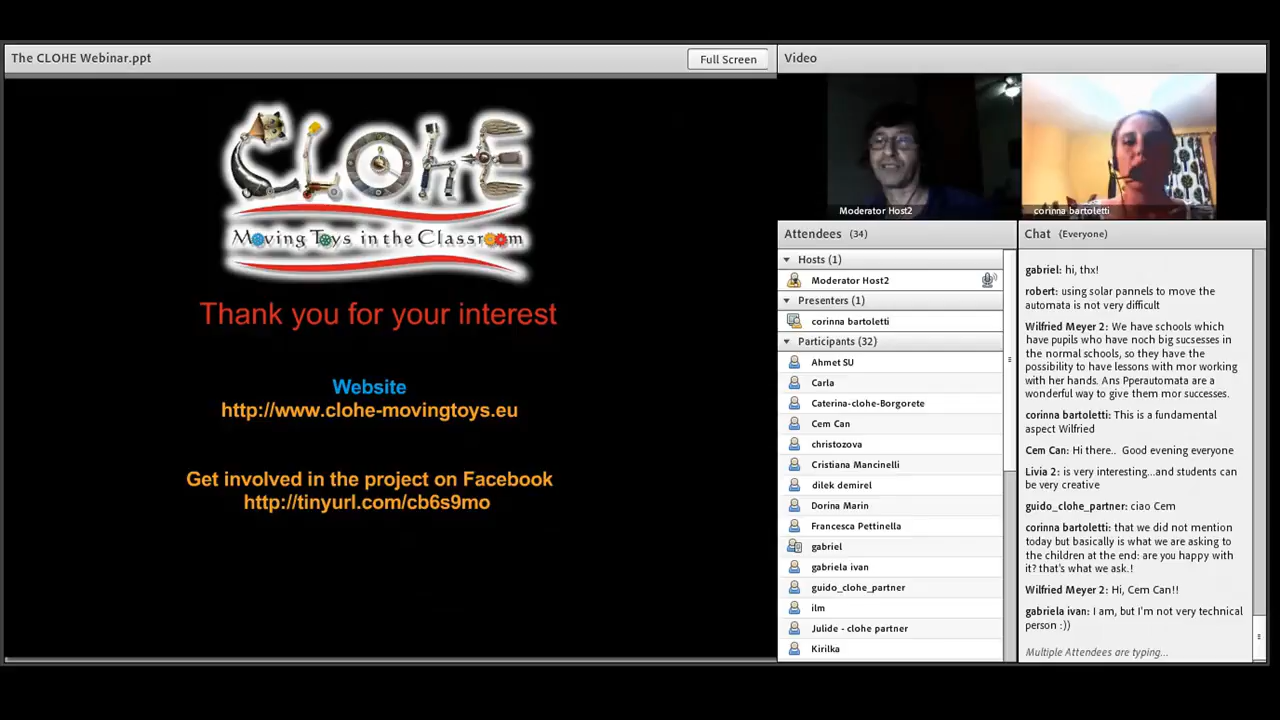 The CLOHE Webinar.ppt
Full Screen
CLOHE
Moving Toys in the Classroom
Thank you for your interest
Website
http://www.clohe-movingtoys.eu
Get involved in the project on Facebook
http://tinyurl.com/cb6s9mo
Video
Moderator Host2
corinna bartoletti
Attendees (34)
Hosts (1)
Moderator Host2
Presenters (1)
corinna bartoletti
Participants (32)
Ahmet SU
Carla
Caterina-clohe-Borgorete
Cem Can
christozova
Cristiana Mancinelli
dilek demirel
Dorina Marin
Francesca Pettinella
gabriel
gabriela ivan
guido_clohe_partner
ilm
Julide - clohe partner
Kirilka
Chat (Everyone)
gabriel: hi, thx!
robert: using solar pannels to move the
automata is not very difficult
Wilfried Meyer 2: We have schools which
have pupils who have noch big sucsesses in
the normal schools, so they have the
possibility to have lessons with mor working
with her hands. Ans Pperautomata are a
wonderful way to give them mor successes.
corinna bartoletti: This is a fundamental
aspect Wilfried
Cem Can: Hi there.. Good evening everyone
Livia 2: is very interesting...and students can
be very creative
guido_clohe_partner: ciao Cem
corinna bartoletti: that we did not mention
today but basically is what we are asking to
the children at the end: are you happy with
it? that's what we ask.!
Wilfried Meyer 2: Hi, Cem Can!!
gabriela ivan: I am, but I'm not very technical
person :))
Multiple Attendees are typing...